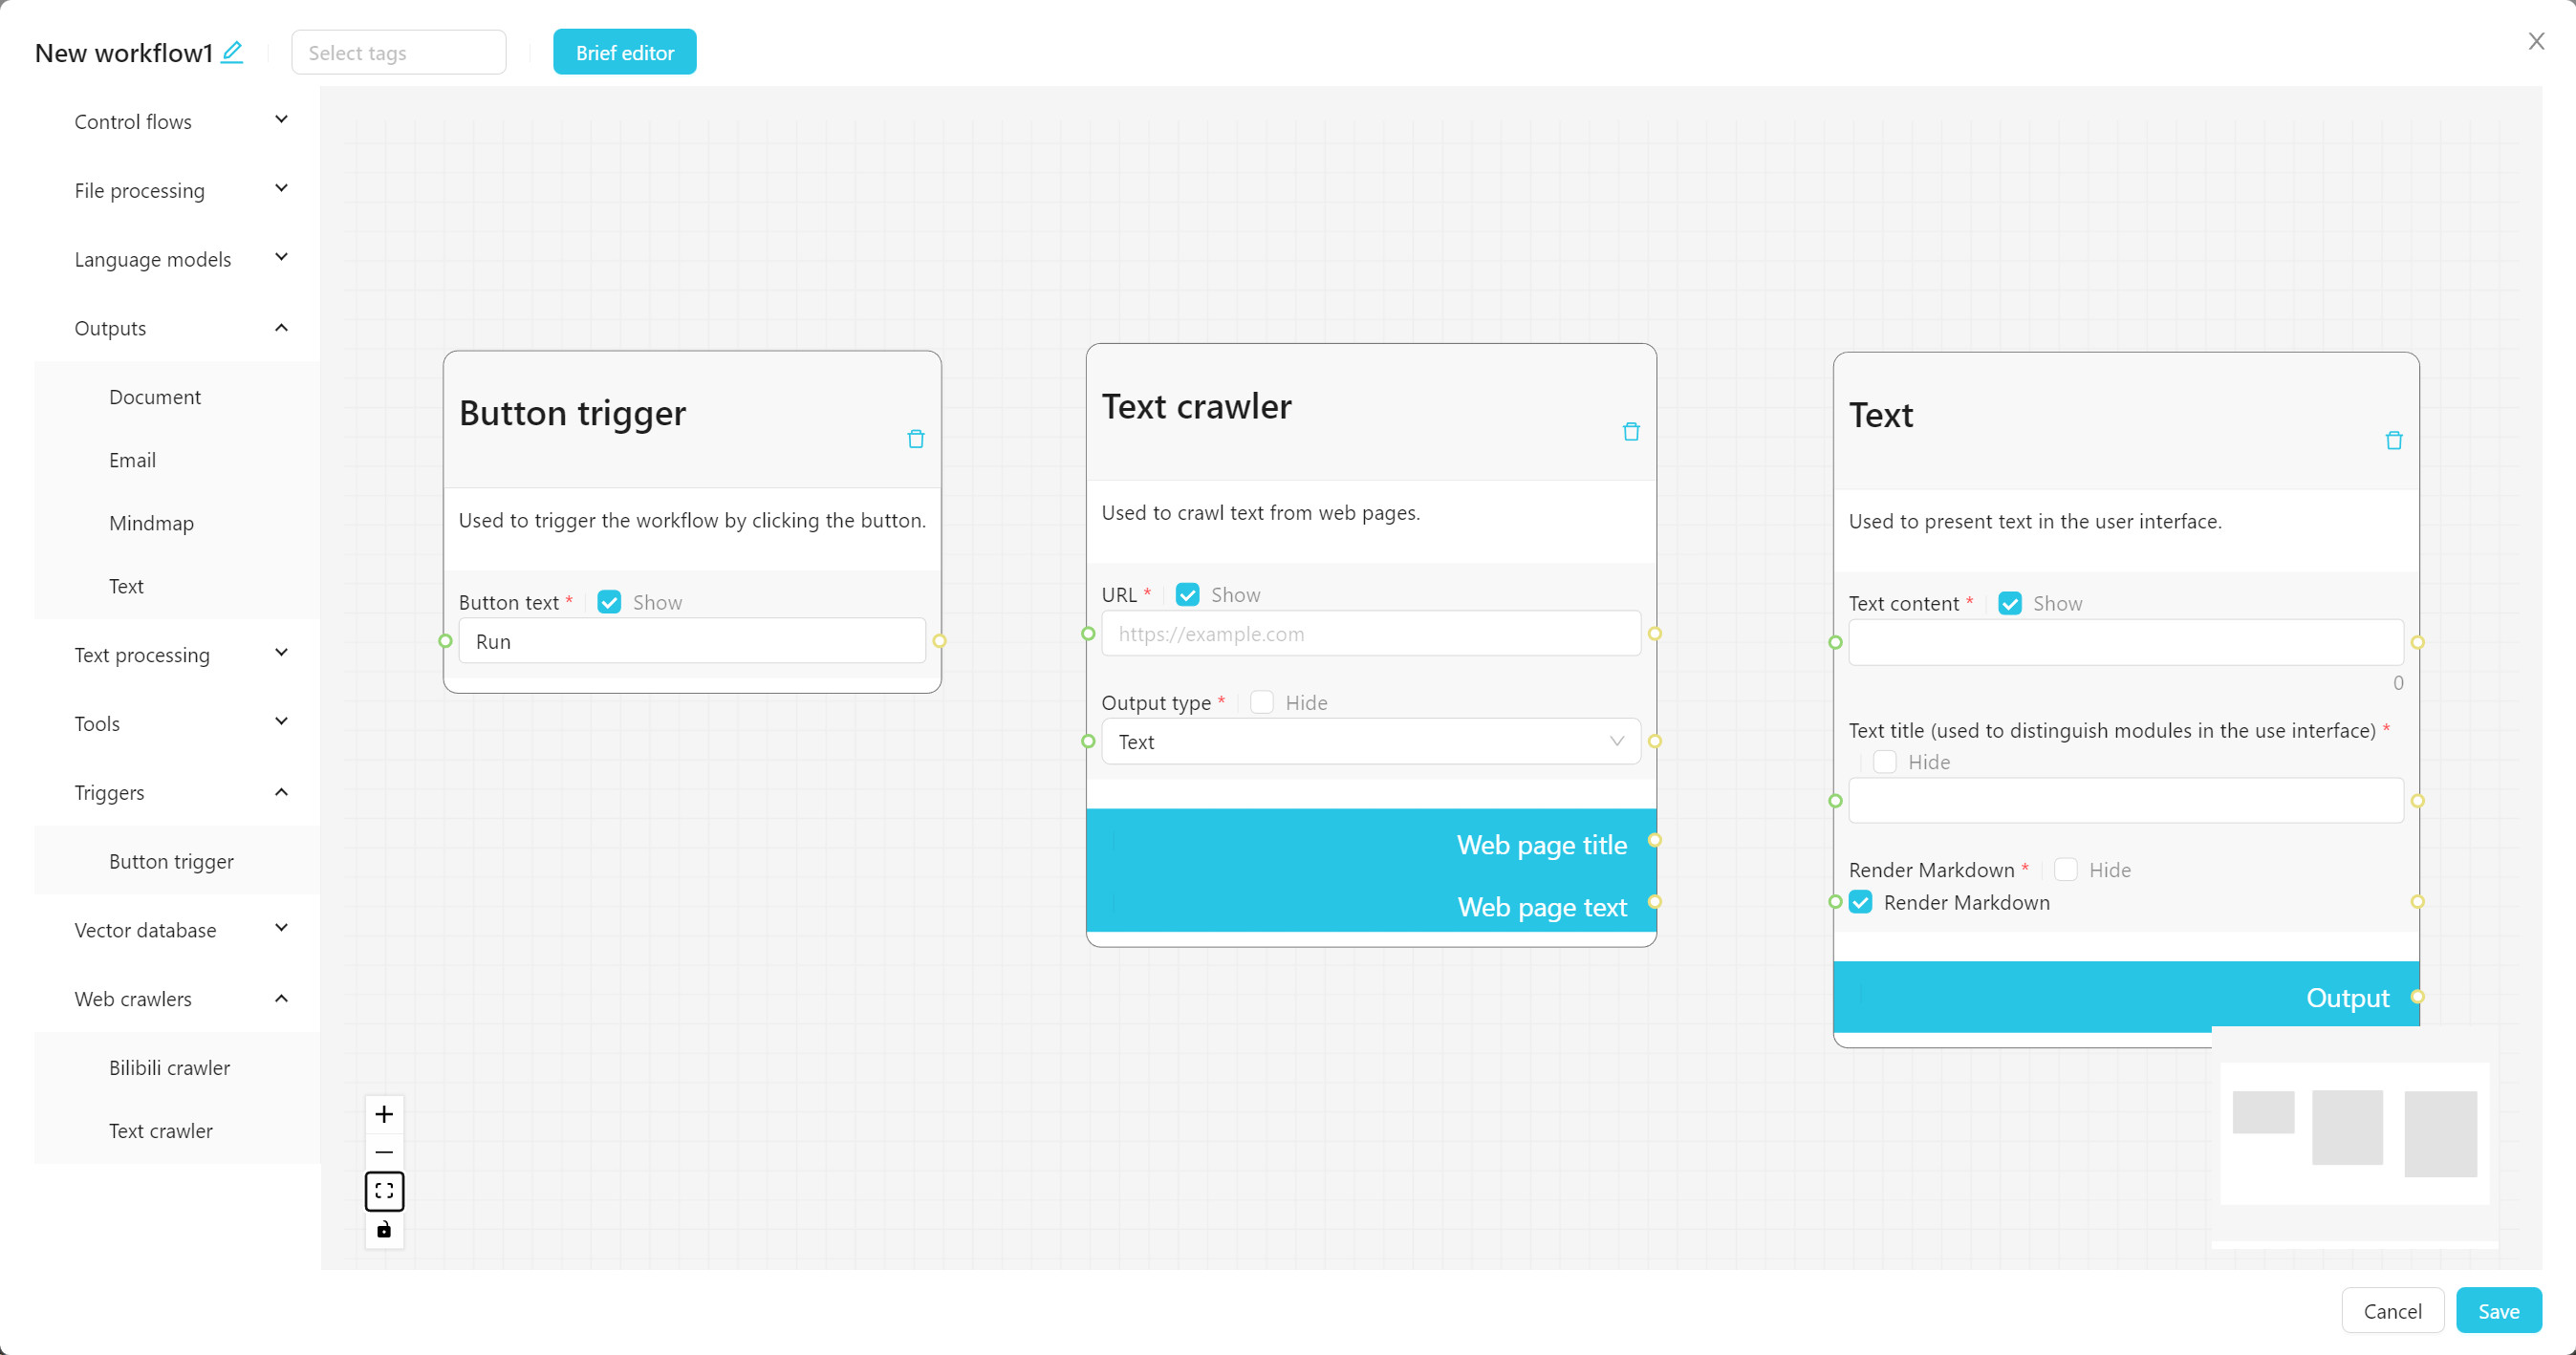 New workflow1
Select tags
Brief editor
Control flows
File processing
Language models
Outputs
Document
Email
Mindmap
Text
Text processing
Tools
Triggers
Button trigger
Vector database
Web crawlers
Bilibili crawler
Text crawler
Button trigger
Used to trigger the workflow by clicking the button.
Button text * Show
Run
Text crawler
Used to crawl text from web pages.
URL * Show
https://example.com
Output type * Hide
Text
Web page title
Web page text
Text
Used to present text in the user interface.
Text content * Show
0
Text title (used to distinguish modules in the use interface) *
Hide
Render Markdown * Hide
Render Markdown
Output
Cancel
Save